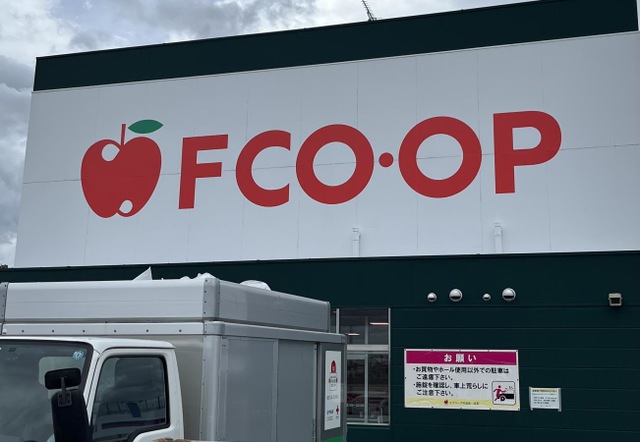 FCO·OP
お願い
・お買物やホール使用以外での駐車は
ご遠慮下さい。
・施錠を確認し、車上荒らしに
ご注意下さい。